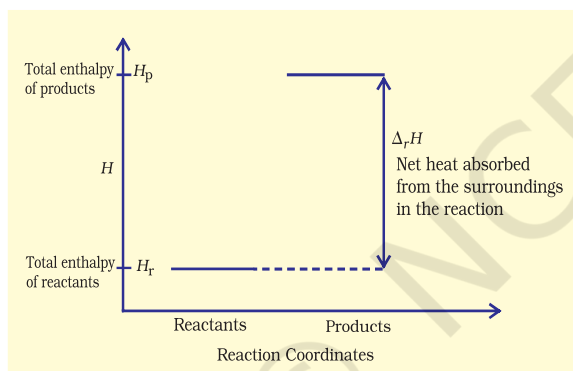 Total enthalpy
of products
Hp
H
ΔrH
Net heat absorbed
from the surroundings
in the reaction
Total enthalpy
of reactants
Hr
Reactants
Products
Reaction Coordinates
© NCE